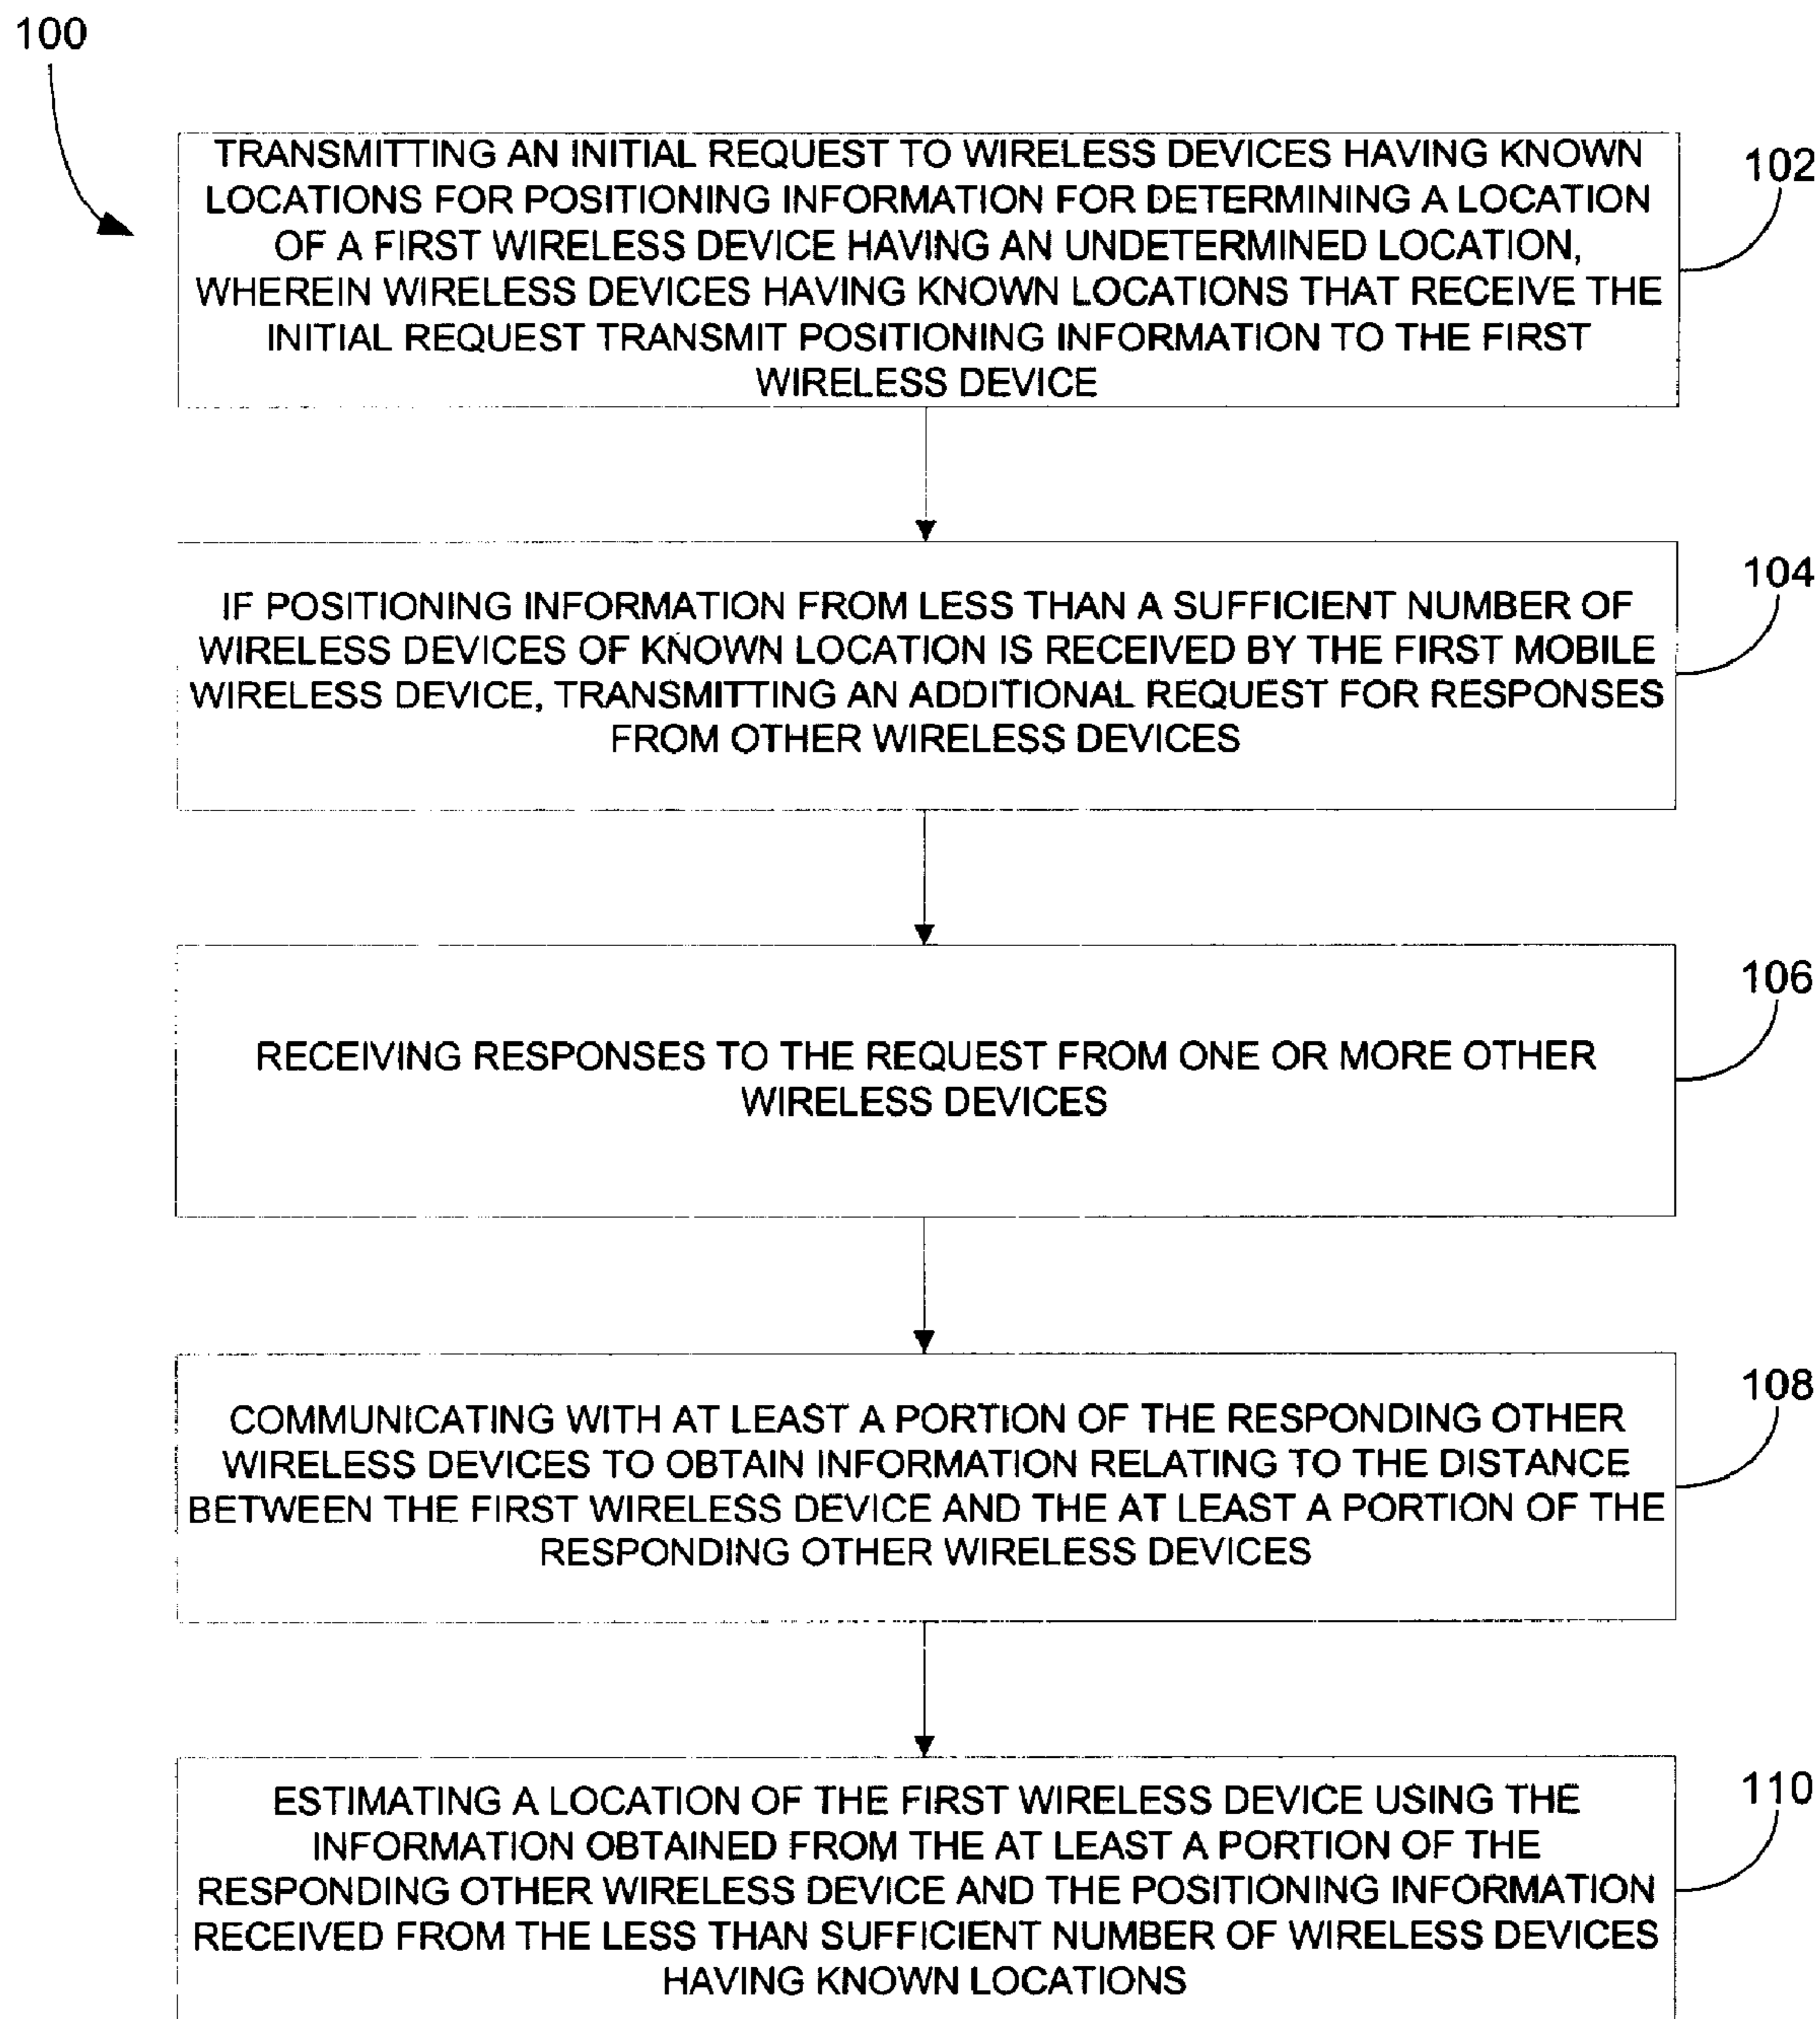 100
TRANSMITTING AN INITIAL REQUEST TO WIRELESS DEVICES HAVING KNOWN
LOCATIONS FOR POSITIONING INFORMATION FOR DETERMINING A LOCATION
OF A FIRST WIRELESS DEVICE HAVING AN UNDETERMINED LOCATION,
WHEREIN WIRELESS DEVICES HAVING KNOWN LOCATIONS THAT RECEIVE THE
INITIAL REQUEST TRANSMIT POSITIONING INFORMATION TO THE FIRST
WIRELESS DEVICE
102
IF POSITIONING INFORMATION FROM LESS THAN A SUFFICIENT NUMBER OF
WIRELESS DEVICES OF KNOWN LOCATION IS RECEIVED BY THE FIRST MOBILE
WIRELESS DEVICE, TRANSMITTING AN ADDITIONAL REQUEST FOR RESPONSES
FROM OTHER WIRELESS DEVICES
104
RECEIVING RESPONSES TO THE REQUEST FROM ONE OR MORE OTHER
WIRELESS DEVICES
106
COMMUNICATING WITH AT LEAST A PORTION OF THE RESPONDING OTHER
WIRELESS DEVICES TO OBTAIN INFORMATION RELATING TO THE DISTANCE
BETWEEN THE FIRST WIRELESS DEVICE AND THE AT LEAST A PORTION OF THE
RESPONDING OTHER WIRELESS DEVICES
108
ESTIMATING A LOCATION OF THE FIRST WIRELESS DEVICE USING THE
INFORMATION OBTAINED FROM THE AT LEAST A PORTION OF THE
RESPONDING OTHER WIRELESS DEVICE AND THE POSITIONING INFORMATION
RECEIVED FROM THE LESS THAN SUFFICIENT NUMBER OF WIRELESS DEVICES
HAVING KNOWN LOCATIONS
110